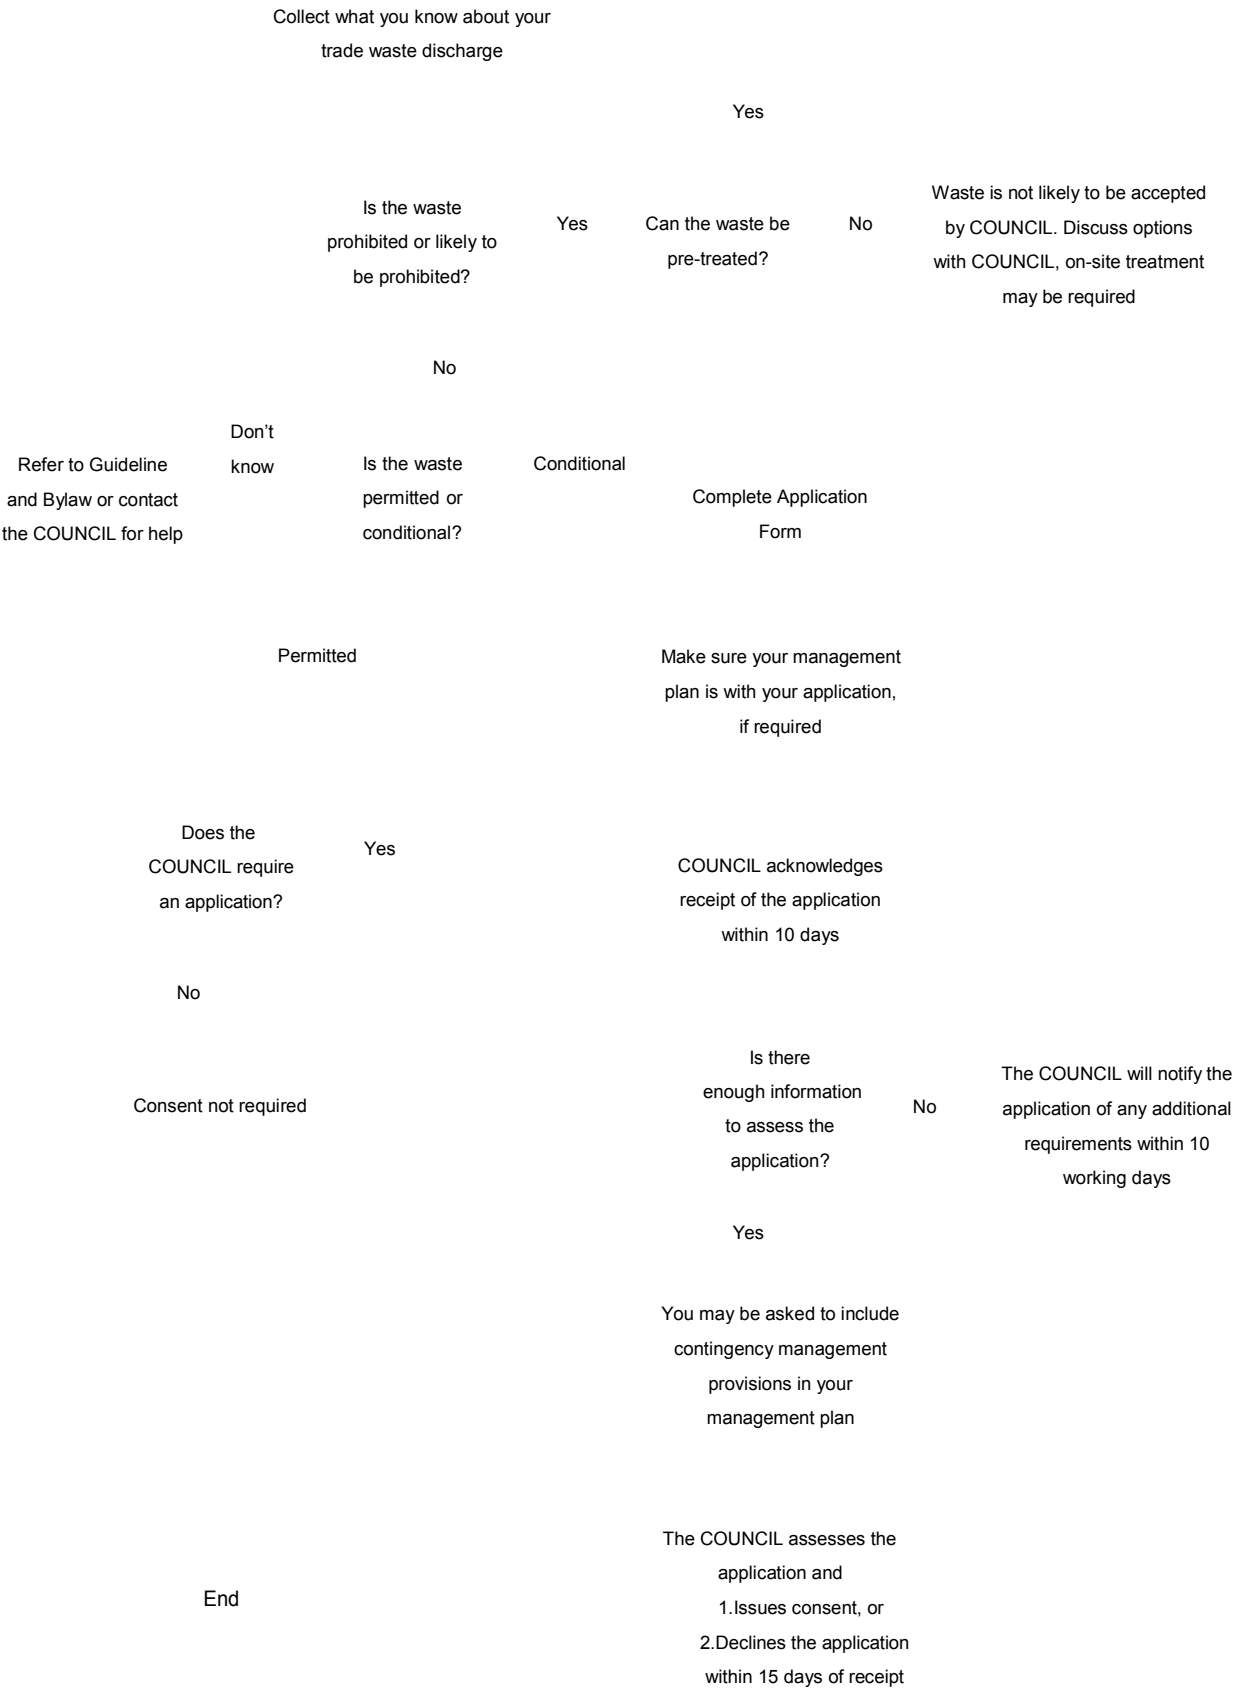 Collect what you know about your
trade waste discharge
Yes
Is the waste
prohibited or likely to
be prohibited?
Yes
Can the waste be
pre-treated?
No
Waste is not likely to be accepted
by COUNCIL. Discuss options
with COUNCIL, on-site treatment
may be required
No
Refer to Guideline
and Bylaw or contact
the COUNCIL for help
Don’t
know
Is the waste
permitted or
conditional?
Conditional
Complete Application
Form
Permitted
Make sure your management
plan is with your application,
if required
Does the
COUNCIL require
an application?
Yes
COUNCIL acknowledges
receipt of the application
within 10 days
No
Consent not required
Is there
enough information
to assess the
application?
No
The COUNCIL will notify the
application of any additional
requirements within 10
working days
Yes
You may be asked to include
contingency management
provisions in your
management plan
End
The COUNCIL assesses the
application and
1.Issues consent, or
2.Declines the application
within 15 days of receipt